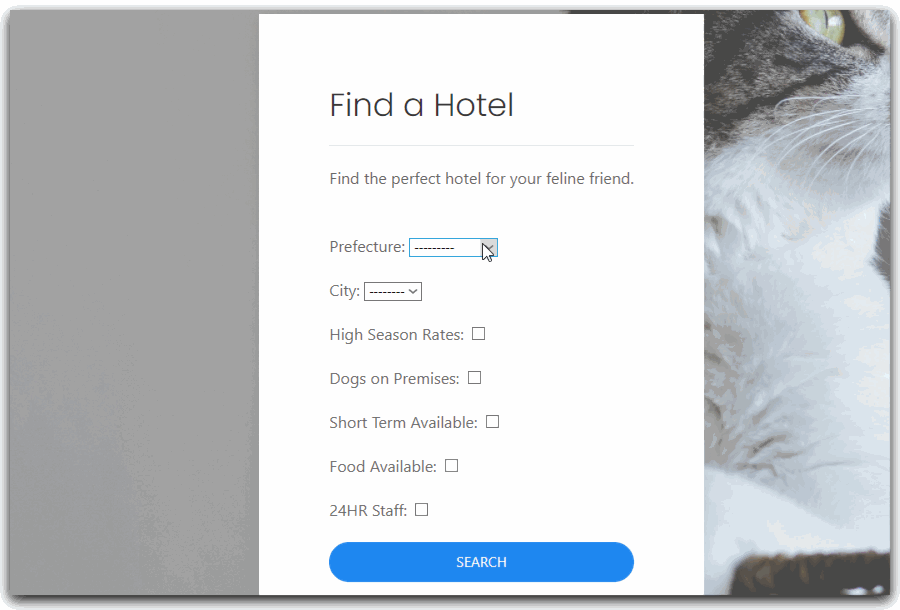 Find a Hotel
Find the perfect hotel for your feline friend.
Prefecture: ---------
City: --------
High Season Rates:
Dogs on Premises:
Short Term Available:
Food Available:
24HR Staff:
SEARCH